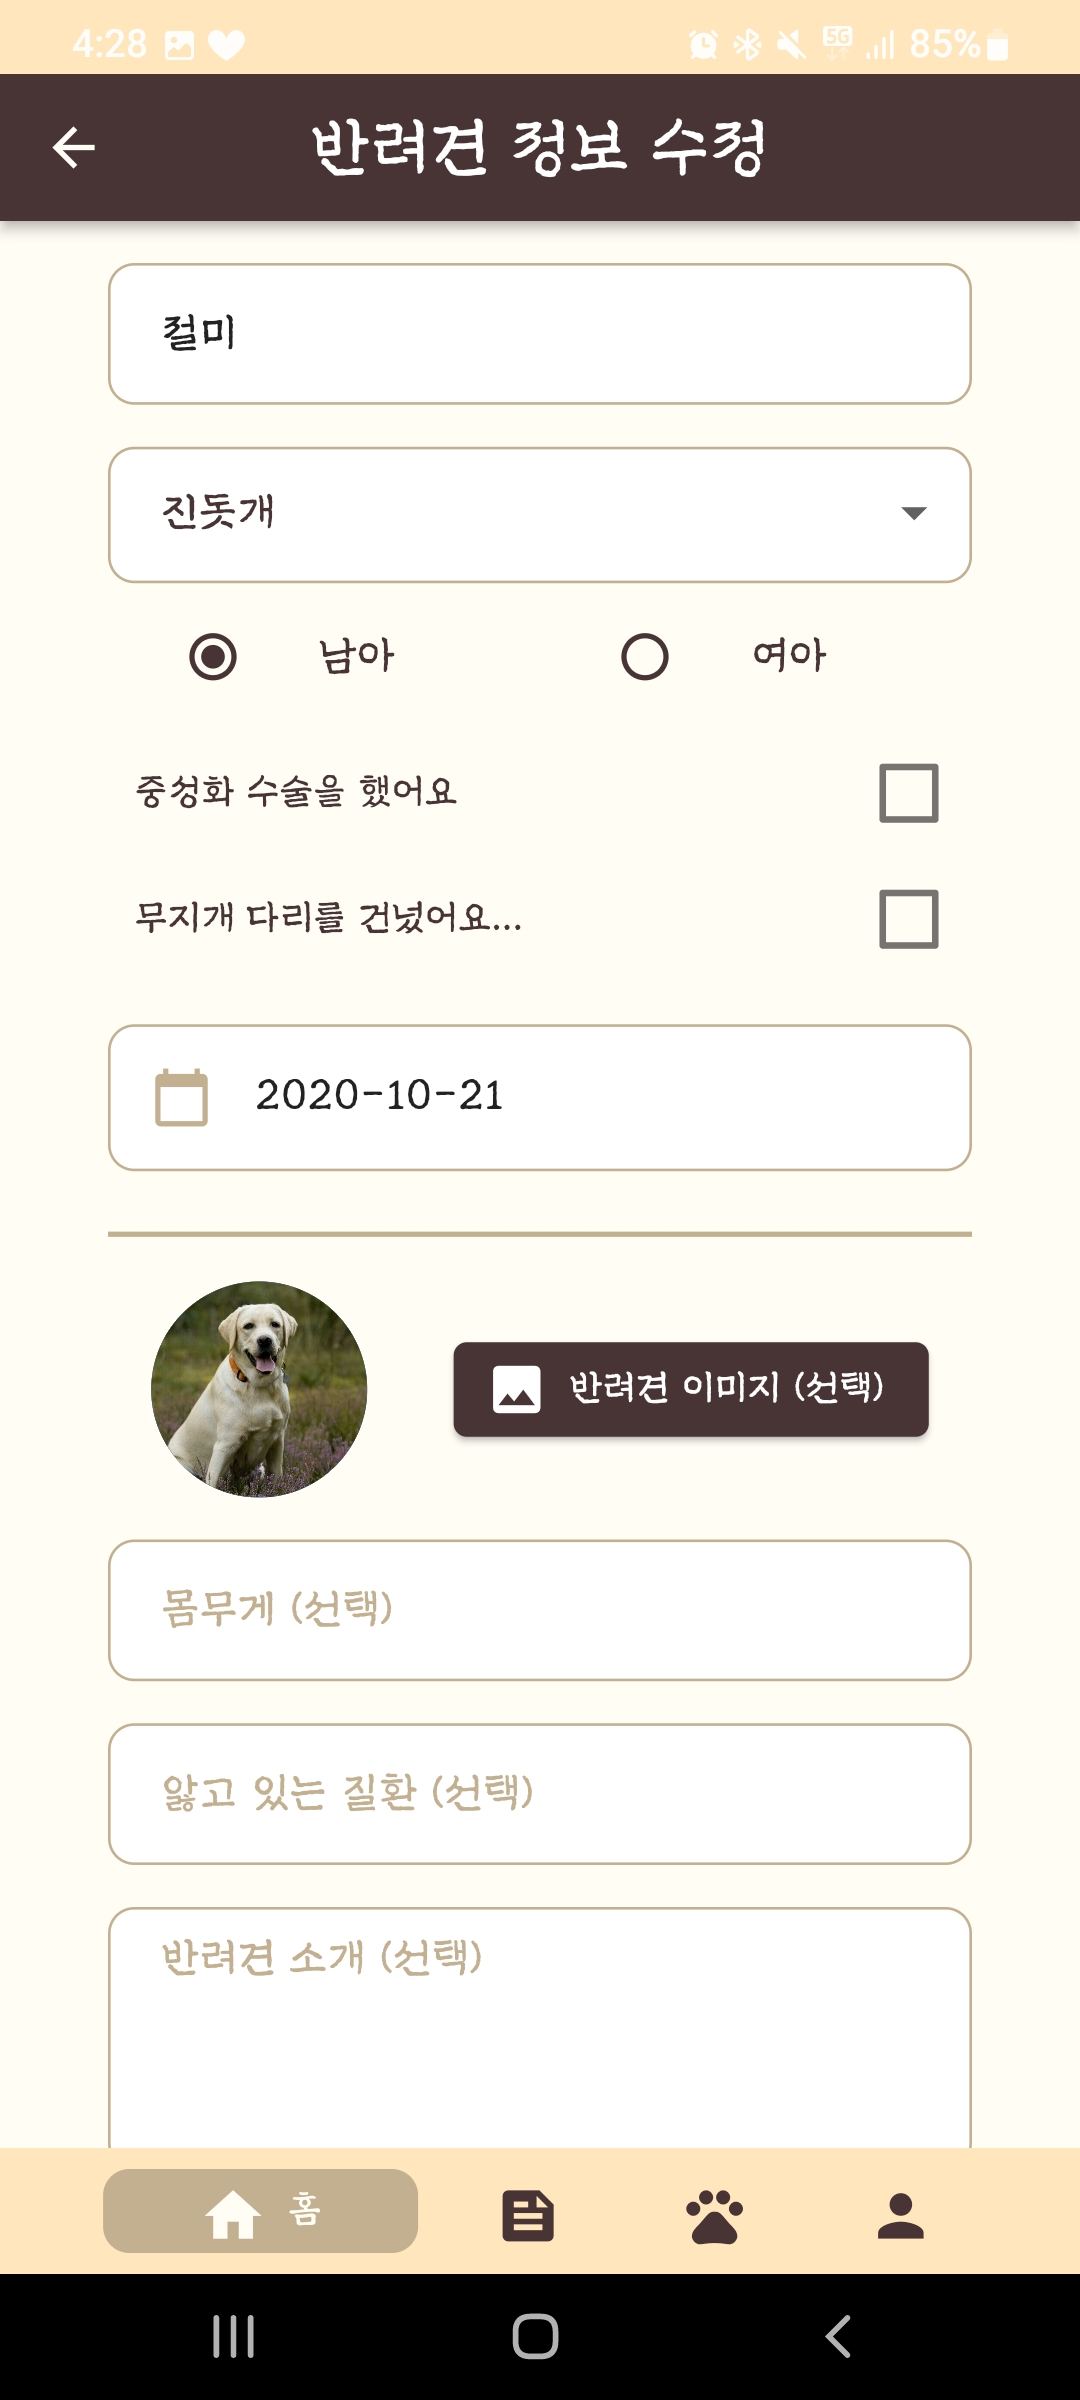 4:28
5G
85%
반려견 정보 수정
절미
진돗개
남아
여아
중성화 수술을 했어요
무지개 다리를 건넜어요...
2020-10-21
반려견 이미지 (선택)
몸무게 (선택)
앓고 있는 질환 (선택)
반려견 소개 (선택)
홈